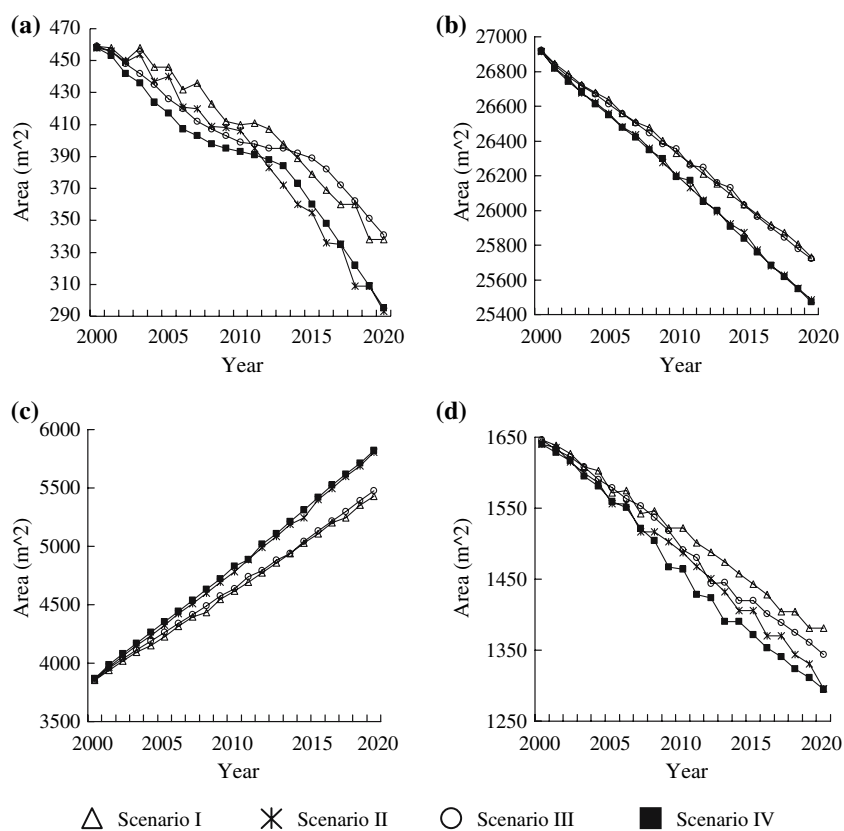 (a)
470
450
430
410
390
370
350
330
310
290
Area (m^2)
2000 2005 2010 2015 2020
Year
(b)
27000
26800
26600
26400
26200
26000
25800
25600
25400
Area (m^2)
2000 2005 2010 2015 2020
Year
(c)
6000
5500
5000
4500
4000
3500
Area (m^2)
2000 2005 2010 2015 2020
Year
(d)
1650
1550
1450
1350
1250
Area (m^2)
2000 2005 2010 2015 2020
Year
Scenario I Scenario II Scenario III Scenario IV